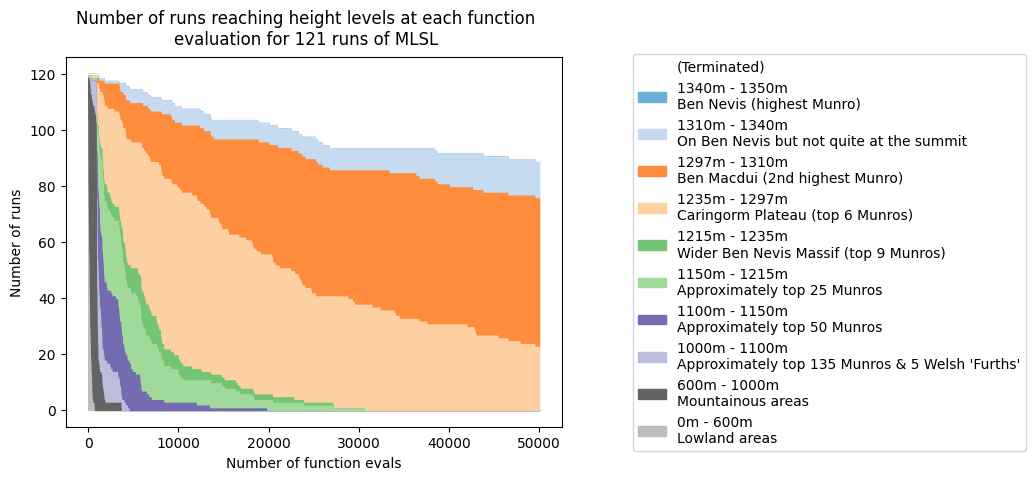 Number of runs reaching height levels at each function
evaluation for 121 runs of MLSL
120
100
80
60
40
20
0
Number of runs
0 10000 20000 30000 40000 50000
Number of function evals
(Terminated)
1340m - 1350m
Ben Nevis (highest Munro)
1310m - 1340m
On Ben Nevis but not quite at the summit
1297m - 1310m
Ben Macdui (2nd highest Munro)
1235m - 1297m
Caringorm Plateau (top 6 Munros)
1215m - 1235m
Wider Ben Nevis Massif (top 9 Munros)
1150m - 1215m
Approximately top 25 Munros
1100m - 1150m
Approximately top 50 Munros
1000m - 1100m
Approximately top 135 Munros & 5 Welsh 'Furths'
600m - 1000m
Mountainous areas
0m - 600m
Lowland areas